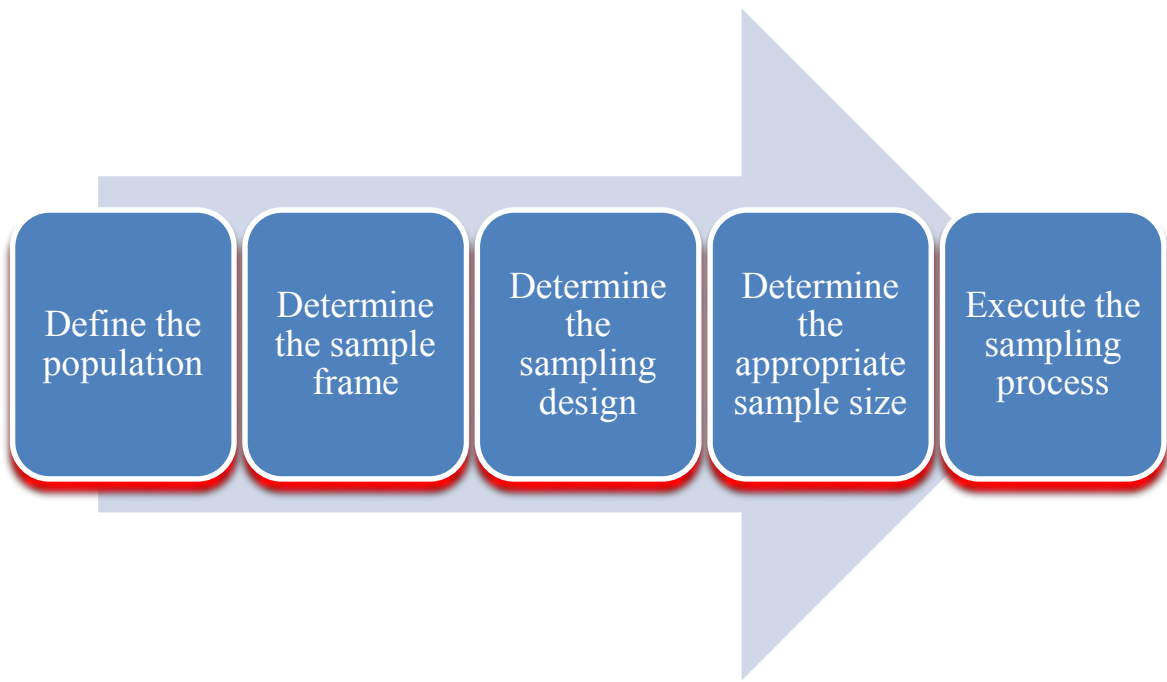 Define the
population
Determine
the sample
frame
Determine
the
sampling
design
Determine
the
appropriate
sample size
Execute the
sampling
process